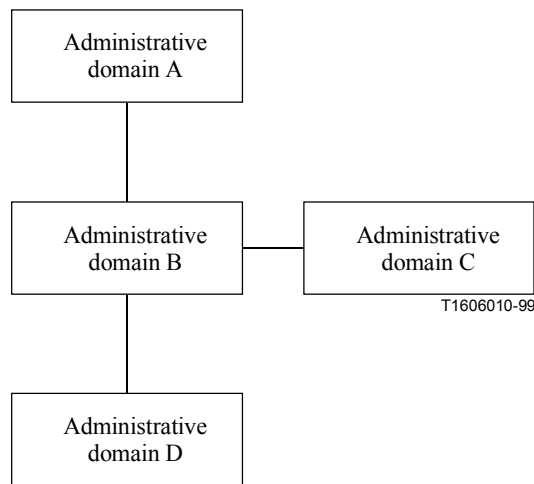 Administrative
domain A
Administrative
domain B
Administrative
domain C
T1606010-99
Administrative
domain D